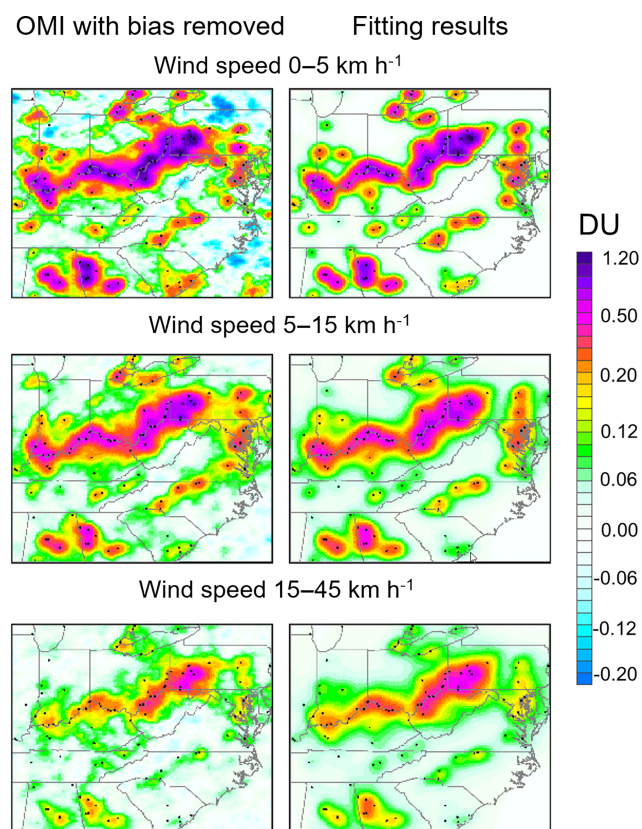 OMI with bias removed Fitting results
Wind speed 0–5 km h-1
DU
1.20
0.50
0.20
0.12
0.06
0.00
-0.06
-0.12
-0.20
Wind speed 5–15 km h-1
Wind speed 15–45 km h-1